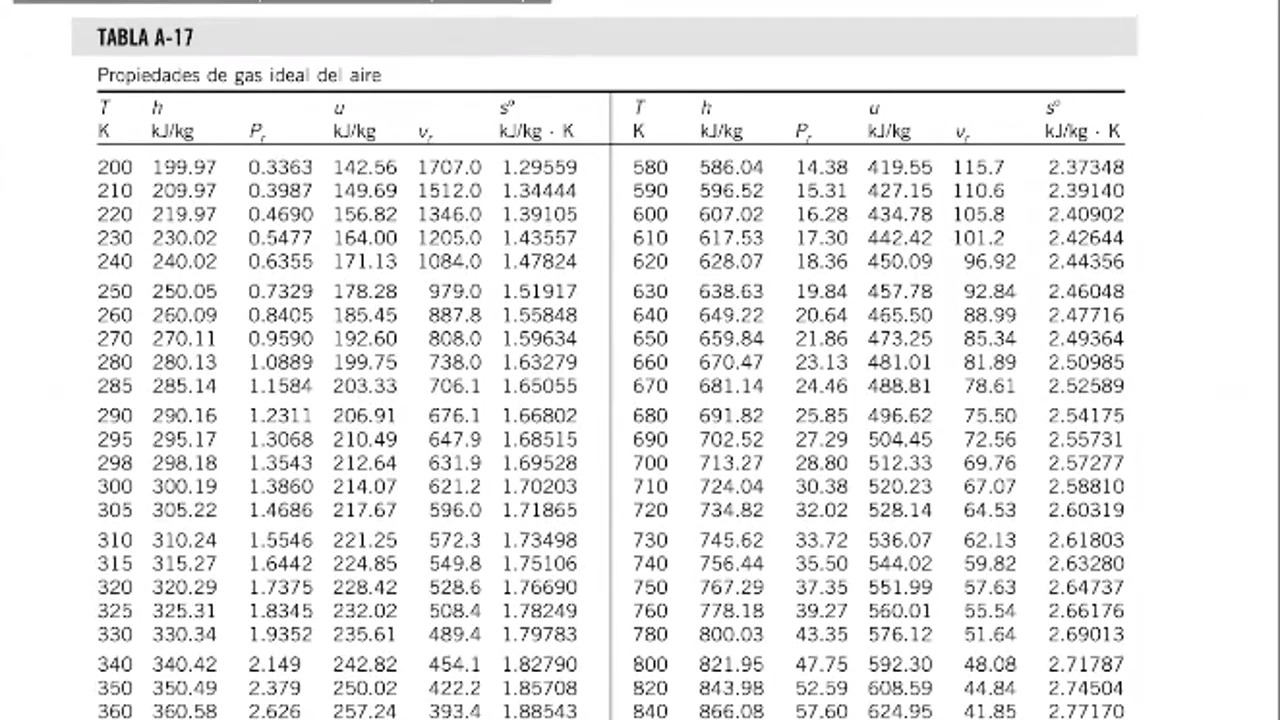 TABLA A-17
Propiedades de gas ideal del aire
T h u s° T h u s°
K kJ/kg Pr kJ/kg vr kJ/kg · K K kJ/kg Pr kJ/kg vr kJ/kg · K
200 199.97 0.3363 142.56 1707.0 1.29559 580 586.04 14.38 419.55 115.7 2.37348
210 209.97 0.3987 149.69 1512.0 1.34444 590 596.52 15.31 427.15 110.6 2.39140
220 219.97 0.4690 156.82 1346.0 1.39105 600 607.02 16.28 434.78 105.8 2.40902
230 230.02 0.5477 164.00 1205.0 1.43557 610 617.53 17.30 442.42 101.2 2.42644
240 240.02 0.6355 171.13 1084.0 1.47824 620 628.07 18.36 450.09 96.92 2.44356
250 250.05 0.7329 178.28 979.0 1.51917 630 638.63 19.84 457.78 92.84 2.46048
260 260.09 0.8405 185.45 887.8 1.55848 640 649.22 20.64 465.50 88.99 2.47716
270 270.11 0.9590 192.60 808.0 1.59634 650 659.84 21.86 473.25 85.34 2.49364
280 280.13 1.0889 199.75 738.0 1.63279 660 670.47 23.13 481.01 81.89 2.50985
285 285.14 1.1584 203.33 706.1 1.65055 670 681.14 24.46 488.81 78.61 2.52589
290 290.16 1.2311 206.91 676.1 1.66802 680 691.82 25.85 496.62 75.50 2.54175
295 295.17 1.3068 210.49 647.9 1.68515 690 702.52 27.29 504.45 72.56 2.55731
298 298.18 1.3543 212.64 631.9 1.69528 700 713.27 28.80 512.33 69.76 2.57277
300 300.19 1.3860 214.07 621.2 1.70203 710 724.04 30.38 520.23 67.07 2.58810
305 305.22 1.4686 217.67 596.0 1.71865 720 734.82 32.02 528.14 64.53 2.60319
310 310.24 1.5546 221.25 572.3 1.73498 730 745.62 33.72 536.07 62.13 2.61803
315 315.27 1.6442 224.85 549.8 1.75106 740 756.44 35.50 544.02 59.82 2.63280
320 320.29 1.7375 228.42 528.6 1.76690 750 767.29 37.35 551.99 57.63 2.64737
325 325.31 1.8345 232.02 508.4 1.78249 760 778.18 39.27 560.01 55.54 2.66176
330 330.34 1.9352 235.61 489.4 1.79783 780 800.03 43.35 576.12 51.64 2.69013
340 340.42 2.149 242.82 454.1 1.82790 800 821.95 47.75 592.30 48.08 2.71787
350 350.49 2.379 250.02 422.2 1.85708 820 843.98 52.59 608.59 44.84 2.74504
360 360.58 2.626 257.24 393.4 1.88543 840 866.08 57.60 624.95 41.85 2.77170